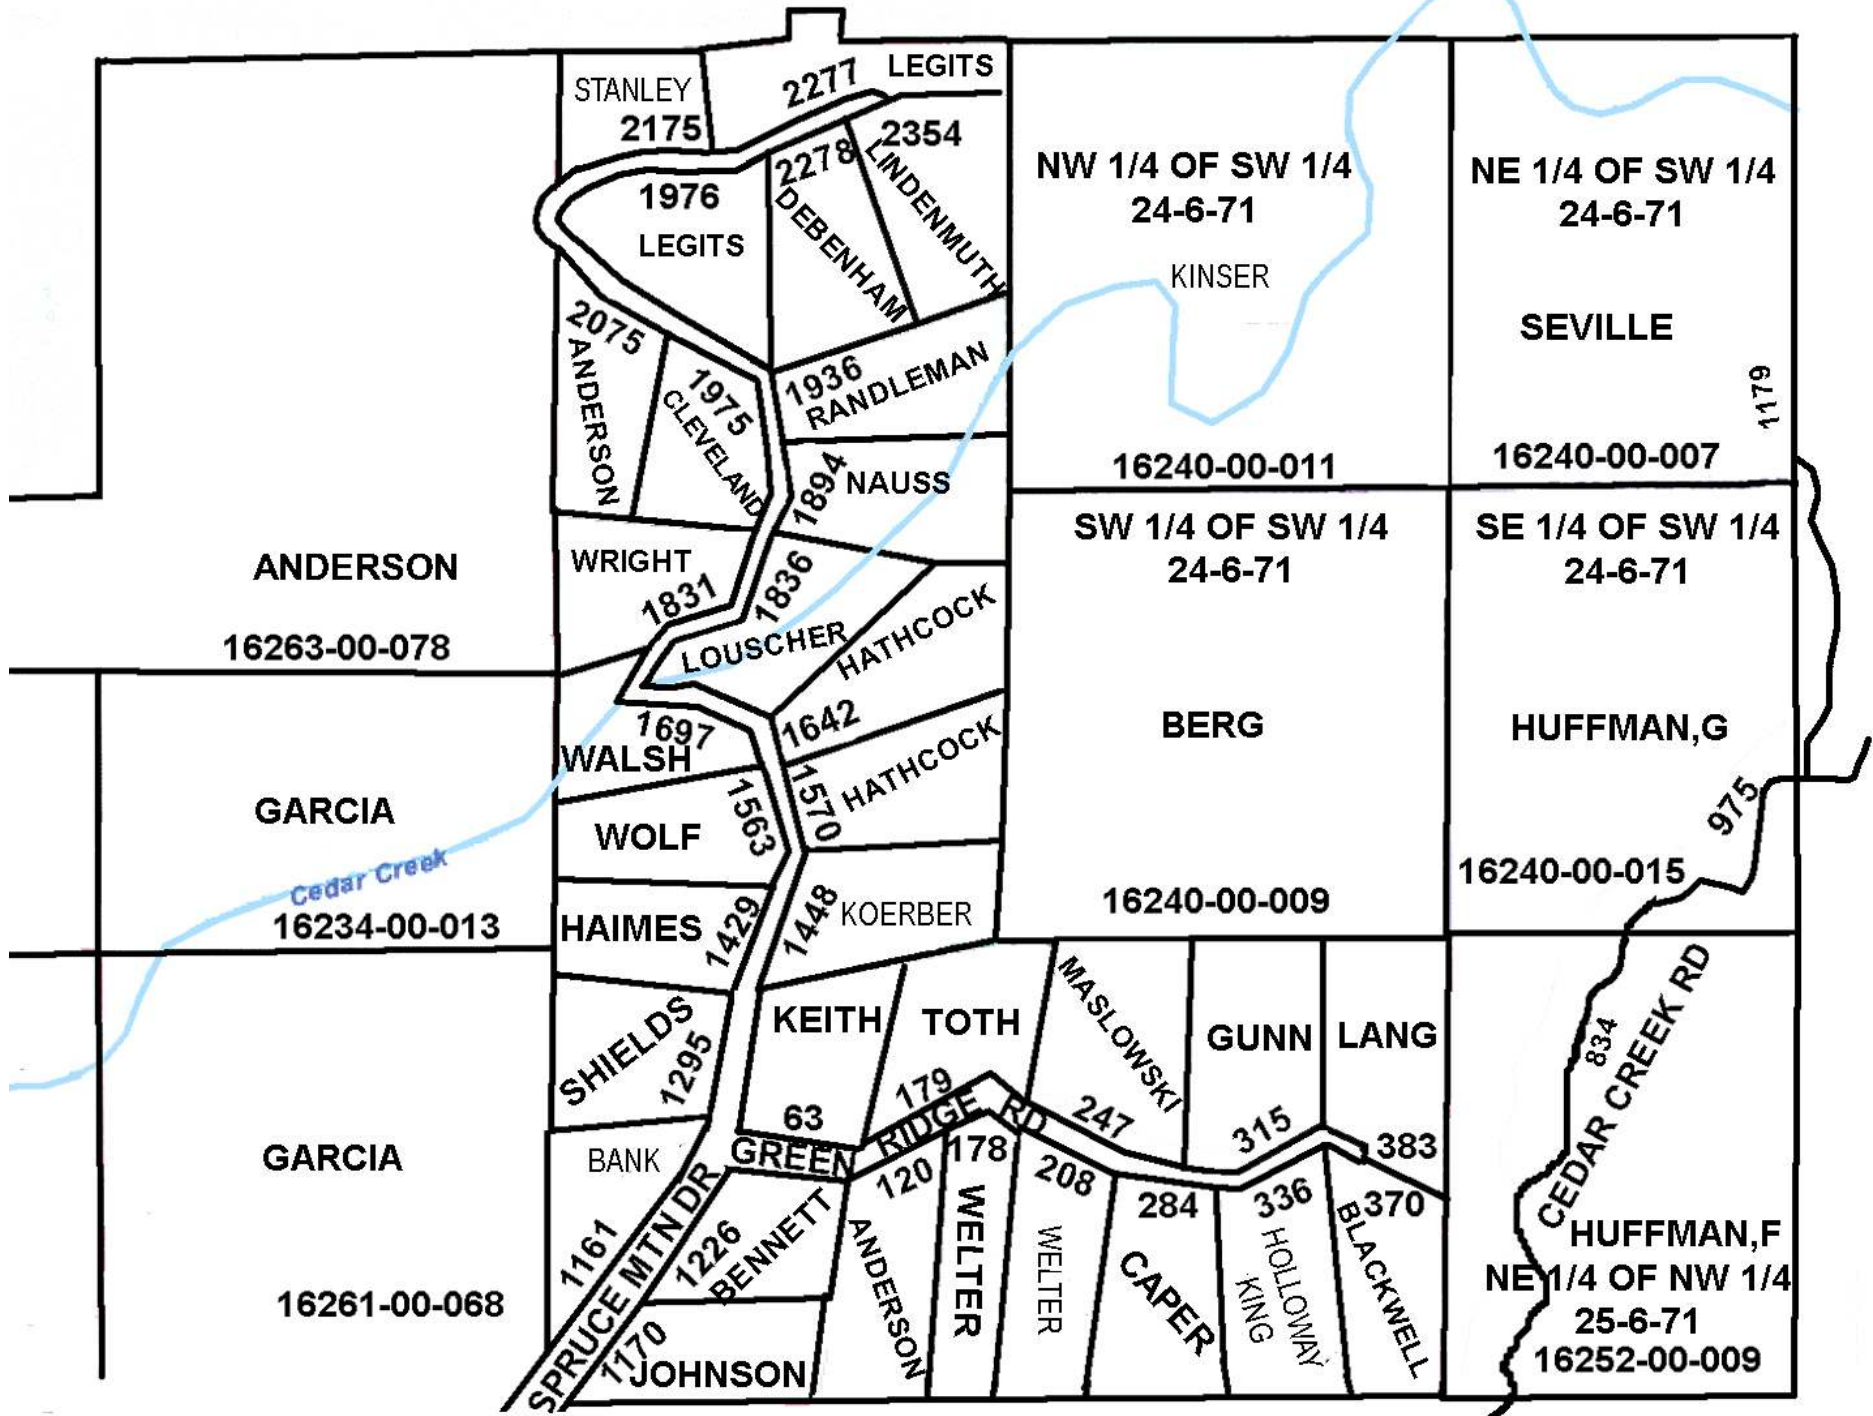 STANLEY
2175
2277
LEGITS
2354
LINDENMUTH
2278
DEBENHAM
1976
LEGITS
NW 1/4 OF SW 1/4
24-6-71
KINSER
16240-00-011
NE 1/4 OF SW 1/4
24-6-71
SEVILLE
1179
16240-00-007
2075
ANDERSON
1975
CLEVELAND
1936
RANDLEMAN
1894
NAUSS
ANDERSON
16263-00-078
WRIGHT
1831
1836
LOUSCHER
HATHCOCK
1642
SW 1/4 OF SW 1/4
24-6-71
BERG
16240-00-009
SE 1/4 OF SW 1/4
24-6-71
HUFFMAN,G
975
16240-00-015
1697
WALSH
HATHCOCK
1570
GARCIA
Cedar Creek
16234-00-013
WOLF
1563
HAIMES
1429
1448
KOERBER
SHIELDS
1295
KEITH
63
TOTH
179
MASLOWSKI
247
GUNN
315
LANG
383
GREEN RIDGE RD
834
CEDAR CREEK RD
GARCIA
16261-00-068
BANK
1161
SPRUCE MTN DR
1226
BENNETT
1170
JOHNSON
120
ANDERSON
178
WELTER
208
WELTER
284
CAPER
336
HOLLOWAY
KING
370
BLACKWELL
HUFFMAN,F
NE 1/4 OF NW 1/4
25-6-71
16252-00-009